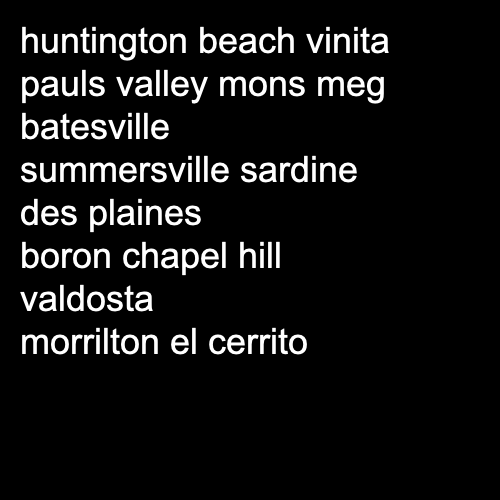 huntington beach vinita
pauls valley mons meg
batesville
summersville sardine
des plaines
boron chapel hill
valdosta
morrilton el cerrito